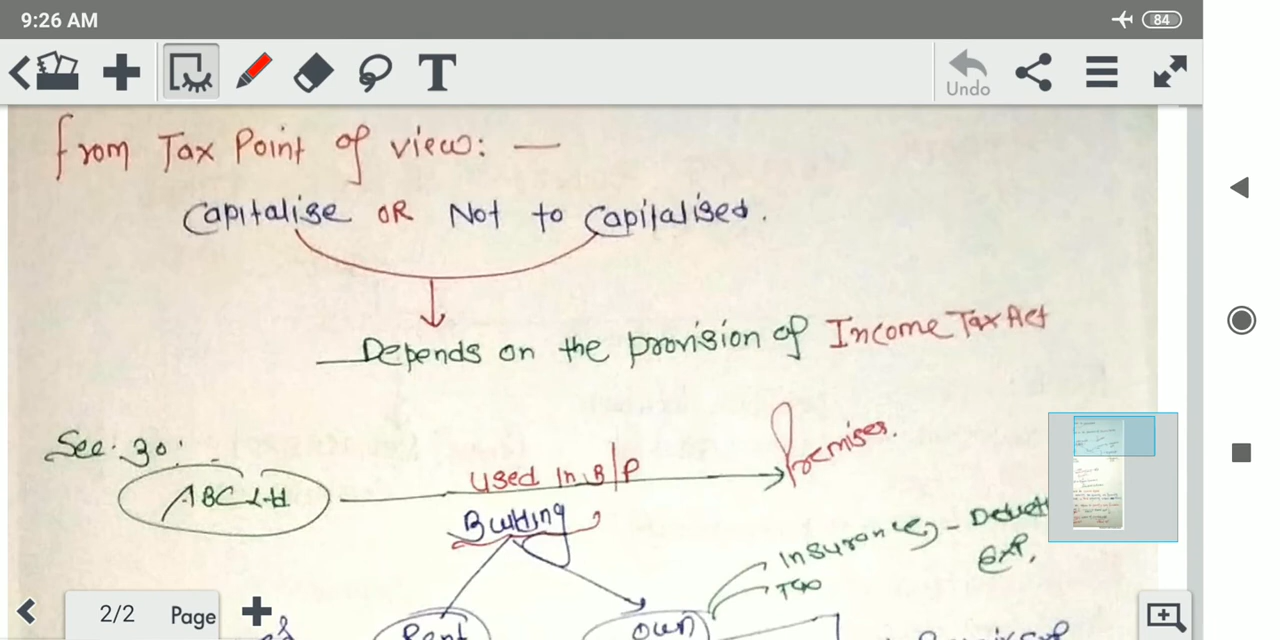 9:26 AM
84
T
Undo
from Tax Point of view: —
Capitalise OR Not to Capitalised.
Depends on the provision of Income Tax Act
Sec: 30:
ABC Ltd
used In B/P
Premises
Building
Insurance - Deduct
Exp.
Rent
own
2/2 Page